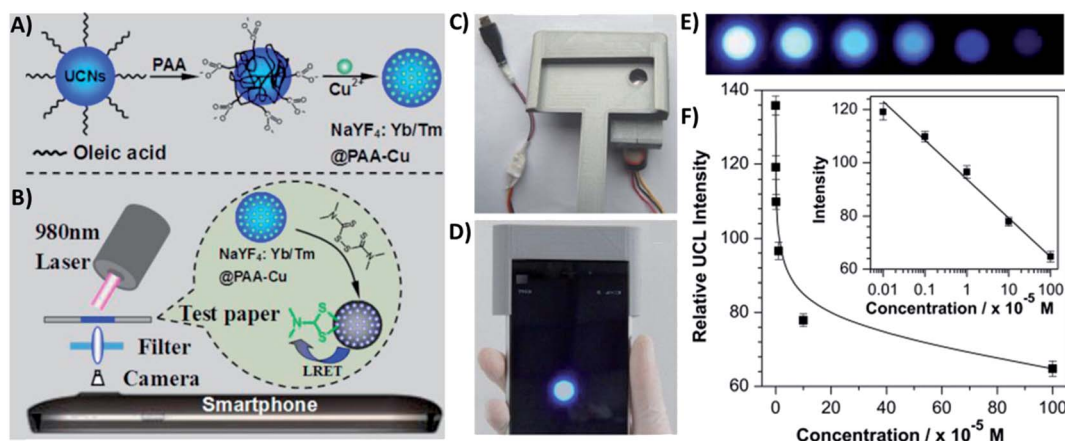 A)
UCNs
PAA
Cu2+
NaYF4: Yb/Tm
@PAA-Cu
Oleic acid
B)
980nm
Laser
NaYF4: Yb/Tm
@PAA-Cu
Test paper
LRET
Filter
Camera
Smartphone
C)
D)
E)
F)
Relative UCL Intensity
140
120
100
80
60
0 20 40 60 80 100
Concentration / x 10-5 M
Intensity
120
100
80
60
0.01 0.1 1 10 100
Concentration / x 10-5 M